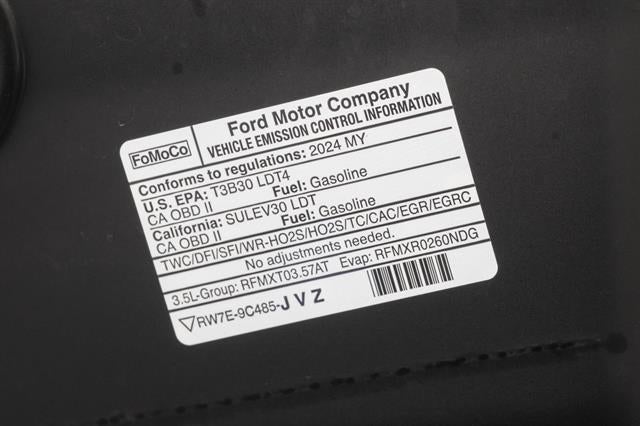 FoMoCo
Ford Motor Company
VEHICLE EMISSION CONTROL INFORMATION
Conforms to regulations: 2024 MY
U.S. EPA: T3B30 LDT4
CA OBD II Fuel: Gasoline
California: SULEV30 LDT
CA OBD II Fuel: Gasoline
TWC/DFI/SFI/WR-HO2S/HO2S/TC/CAC/EGR/EGRC
No adjustments needed.
3.5L-Group: RFMXT03.57AT Evap: RFMXR0260NDG
RW7E-9C485-JVZ